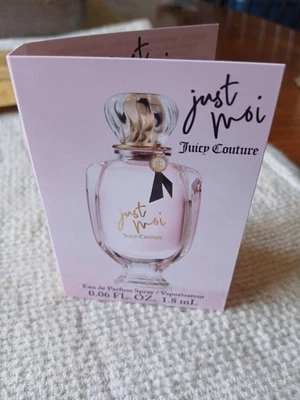 just
moi
Juicy Couture
just
moi
Juicy Couture
Eau de Parfum Spray / Vaporisateur
0.06 FL. OZ. 1.8 mL